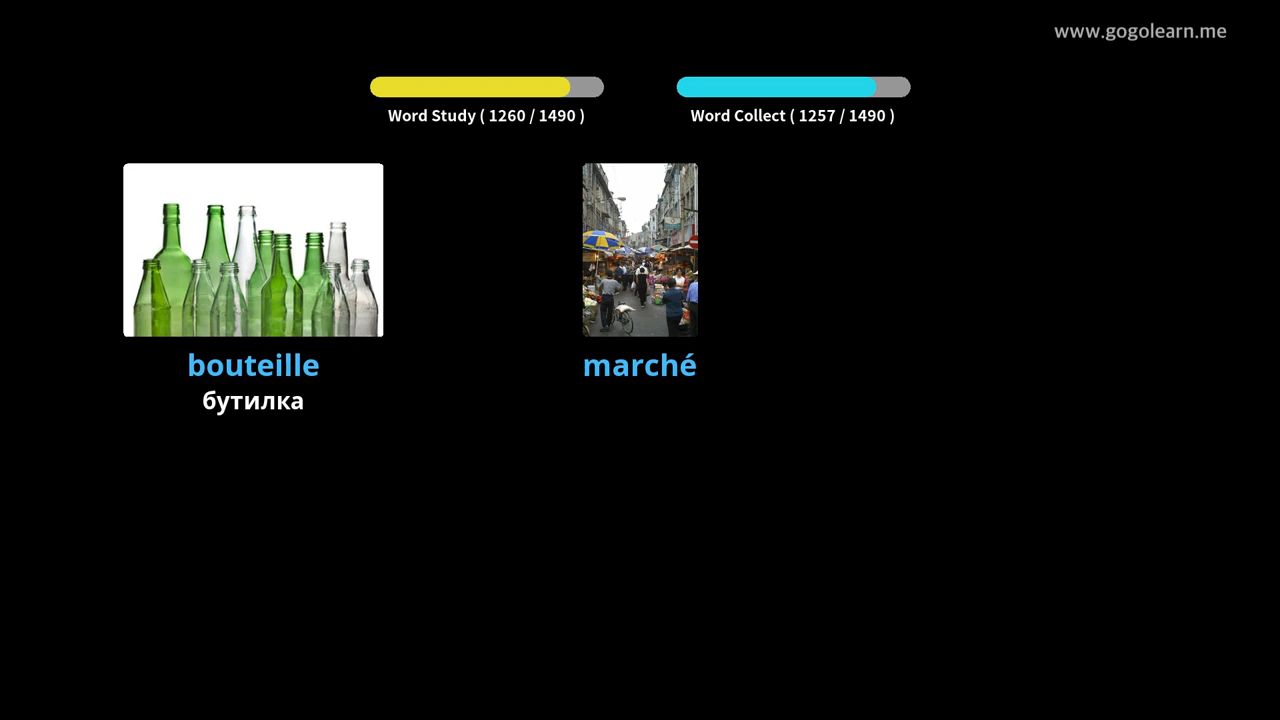 www.gogolearn.me
Word Study ( 1260 / 1490 )
Word Collect ( 1257 / 1490 )
bouteille
бутилка
marché